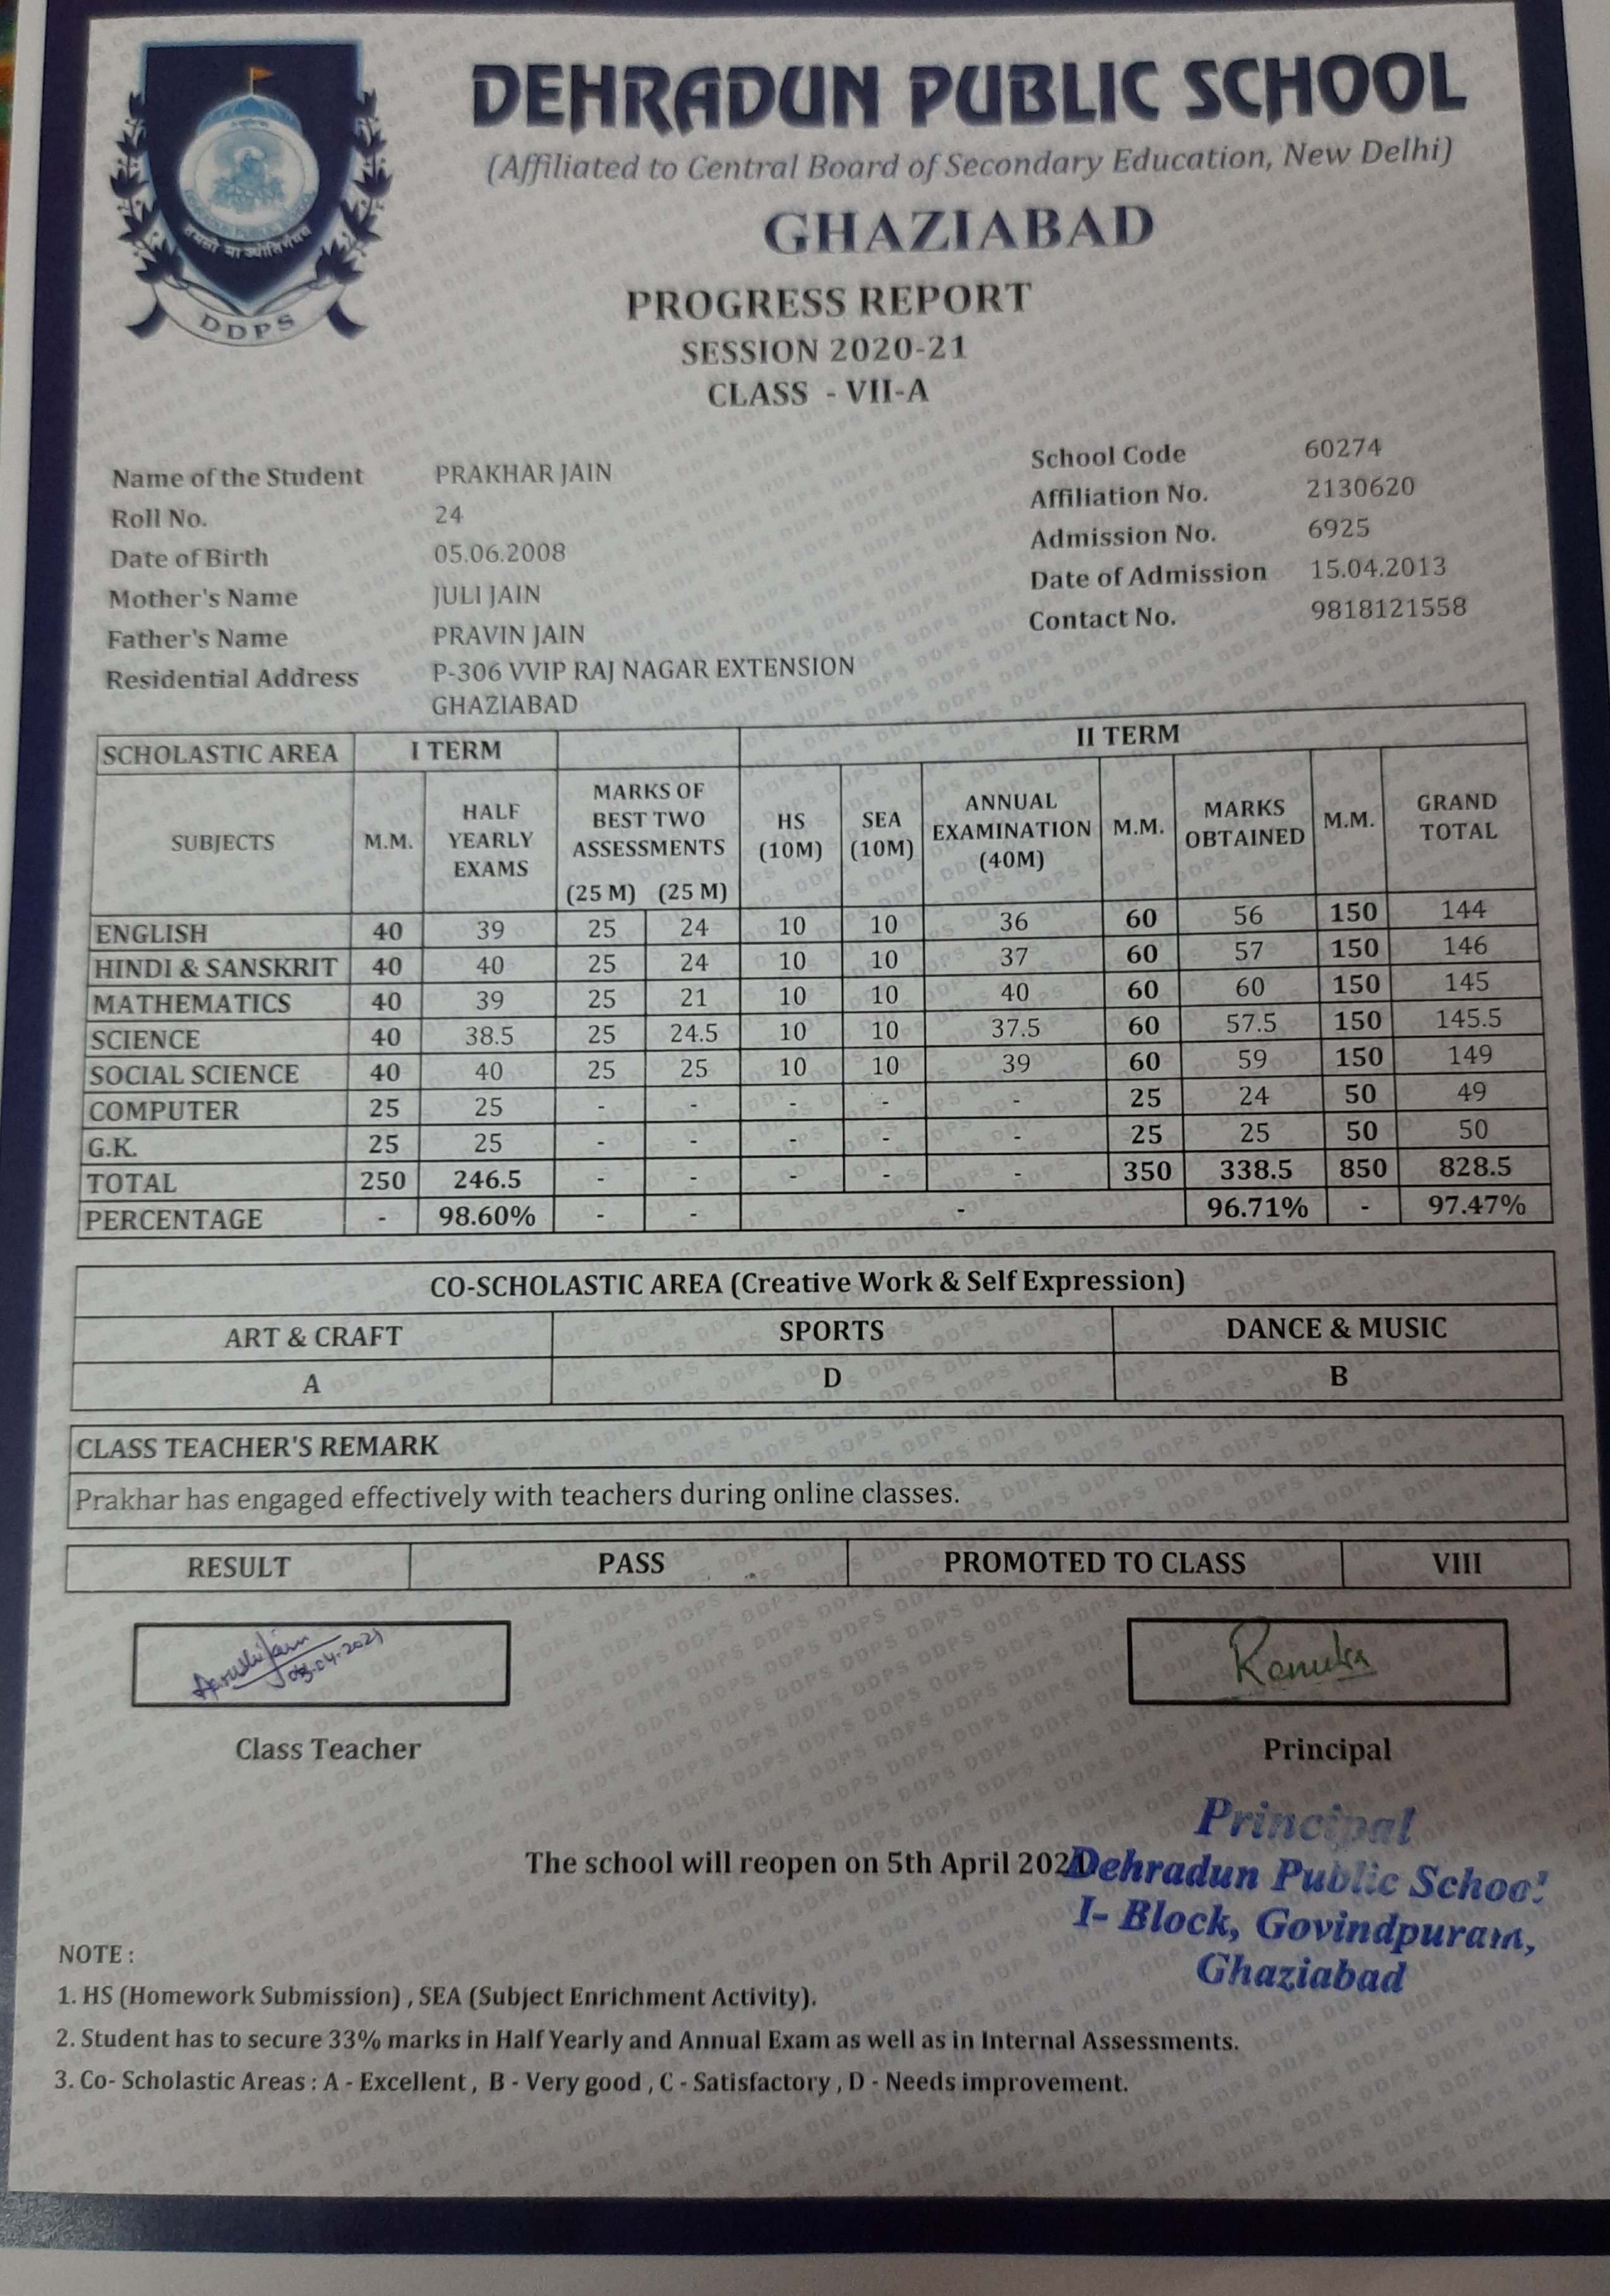 DEHRADUN PUBLIC SCHOOL
(Affiliated to Central Board of Secondary Education, New Delhi)
GHAZIABAD
तमसो मा ज्योतिर्गमय
DDPS
PROGRESS REPORT
SESSION 2020-21
CLASS - VII-A
Name of the Student PRAKHAR JAIN
Roll No. 24
Date of Birth 05.06.2008
Mother's Name JULI JAIN
Father's Name PRAVIN JAIN
Residential Address P-306 VVIP RAJ NAGAR EXTENSION
GHAZIABAD
School Code 60274
Affiliation No. 2130620
Admission No. 6925
Date of Admission 15.04.2013
Contact No. 9818121558
SCHOLASTIC AREA I TERM II TERM
SUBJECTS M.M. HALF YEARLY EXAMS MARKS OF BEST TWO ASSESSMENTS (25 M) (25 M) HS (10M) SEA (10M) ANNUAL EXAMINATION (40M) M.M. MARKS OBTAINED M.M. GRAND TOTAL
ENGLISH 40 39 25 24 10 10 36 60 56 150 144
HINDI & SANSKRIT 40 40 25 24 10 10 37 60 57 150 146
MATHEMATICS 40 39 25 21 10 10 40 60 60 150 145
SCIENCE 40 38.5 25 24.5 10 10 37.5 60 57.5 150 145.5
SOCIAL SCIENCE 40 40 25 25 10 10 39 60 59 150 149
COMPUTER 25 25 - - - - - 25 24 50 49
G.K. 25 25 - - - - - 25 25 50 50
TOTAL 250 246.5 - - - - - 350 338.5 850 828.5
PERCENTAGE - 98.60% - - - 96.71% - 97.47%
CO-SCHOLASTIC AREA (Creative Work & Self Expression)
ART & CRAFT SPORTS DANCE & MUSIC
A D B
CLASS TEACHER'S REMARK
Prakhar has engaged effectively with teachers during online classes.
RESULT PASS PROMOTED TO CLASS VIII
03.04.2021
Renuka
Class Teacher Principal
Principal
The school will reopen on 5th April 2021.
Dehradun Public School
I- Block, Govindpuram,
Ghaziabad
NOTE :
1. HS (Homework Submission) , SEA (Subject Enrichment Activity).
2. Student has to secure 33% marks in Half Yearly and Annual Exam as well as in Internal Assessments.
3. Co- Scholastic Areas : A - Excellent , B - Very good , C - Satisfactory , D - Needs improvement.